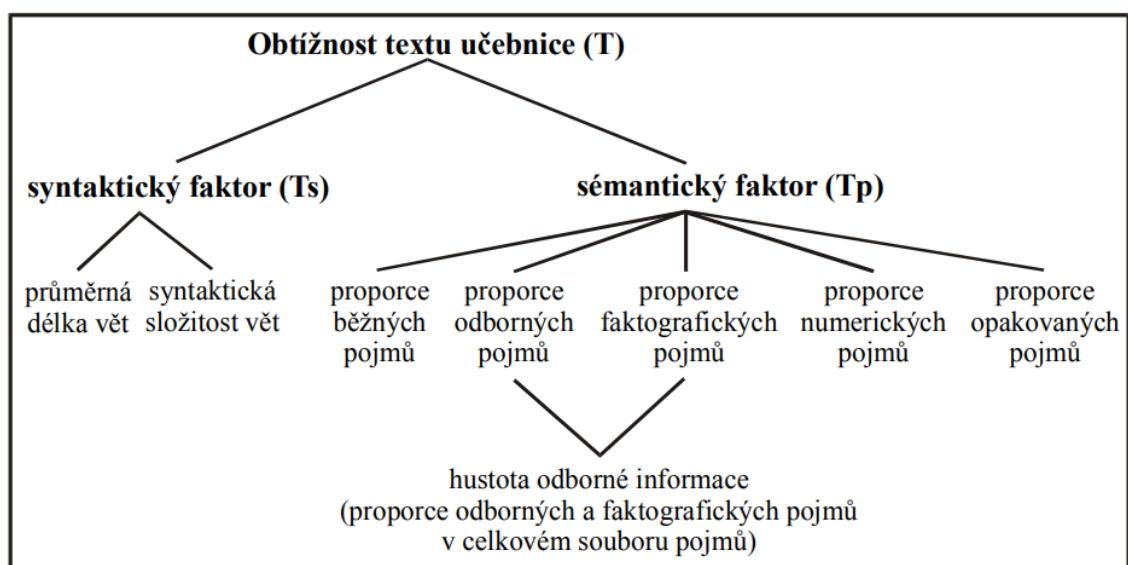 Obtížnost textu učebnice (T)
syntaktický faktor (Ts)
sémantický faktor (Tp)
průměrná
délka vět
syntaktická
složitost vět
proporce
běžných
pojmů
proporce
odborných
pojmů
proporce
faktografických
pojmů
proporce
numerických
pojmů
proporce
opakovaných
pojmů
hustota odborné informace
(proporce odborných a faktografických pojmů
v celkovém souboru pojmů)